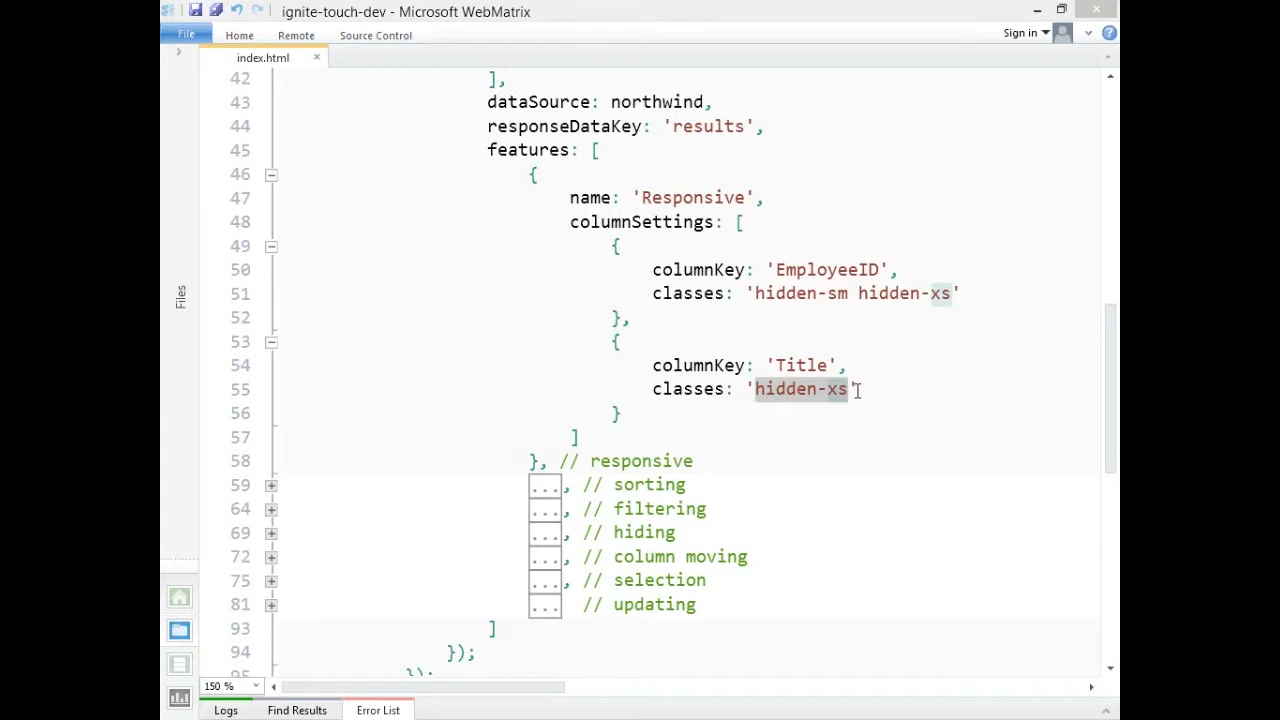 ignite-touch-dev - Microsoft WebMatrix
File Home Remote Source Control Sign in
index.html
Files
42 ],
43 dataSource: northwind,
44 responseDataKey: 'results',
45 features: [
46 {
47 name: 'Responsive',
48 columnSettings: [
49 {
50 columnKey: 'EmployeeID',
51 classes: 'hidden-sm hidden-xs'
52 },
53 {
54 columnKey: 'Title',
55 classes: 'hidden-xs'
56 }
57 ]
58 }, // responsive
59 ..., // sorting
64 ..., // filtering
69 ..., // hiding
72 ..., // column moving
75 ..., // selection
81 ... // updating
93 ]
94 });
95 });
150 %
Logs Find Results Error List